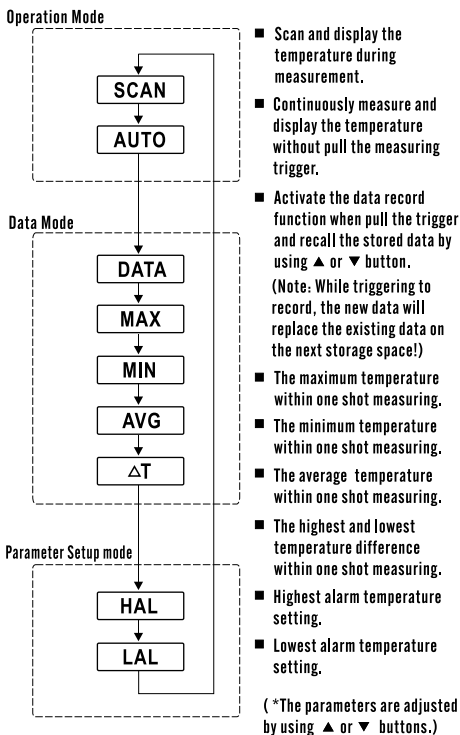 Operation Mode
SCAN
AUTO
Data Mode
DATA
MAX
MIN
AVG
△T
Parameter Setup mode
HAL
LAL
■ Scan and display the
temperature during
measurement.
■ Continuously measure and
display the temperature
without pull the measuring
trigger.
■ Activate the data record
function when pull the trigger
and recall the stored data by
using ▲ or ▼ button.
(Note: While triggering to
record, the new data will
replace the existing data on
the next storage space!)
■ The maximum temperature
within one shot measuring.
■ The minimum temperature
within one shot measuring.
■ The average temperature
within one shot measuring.
■ The highest and lowest
temperature difference
within one shot measuring.
■ Highest alarm temperature
setting.
■ Lowest alarm temperature
setting.
( *The parameters are adjusted
by using ▲ or ▼ buttons.)